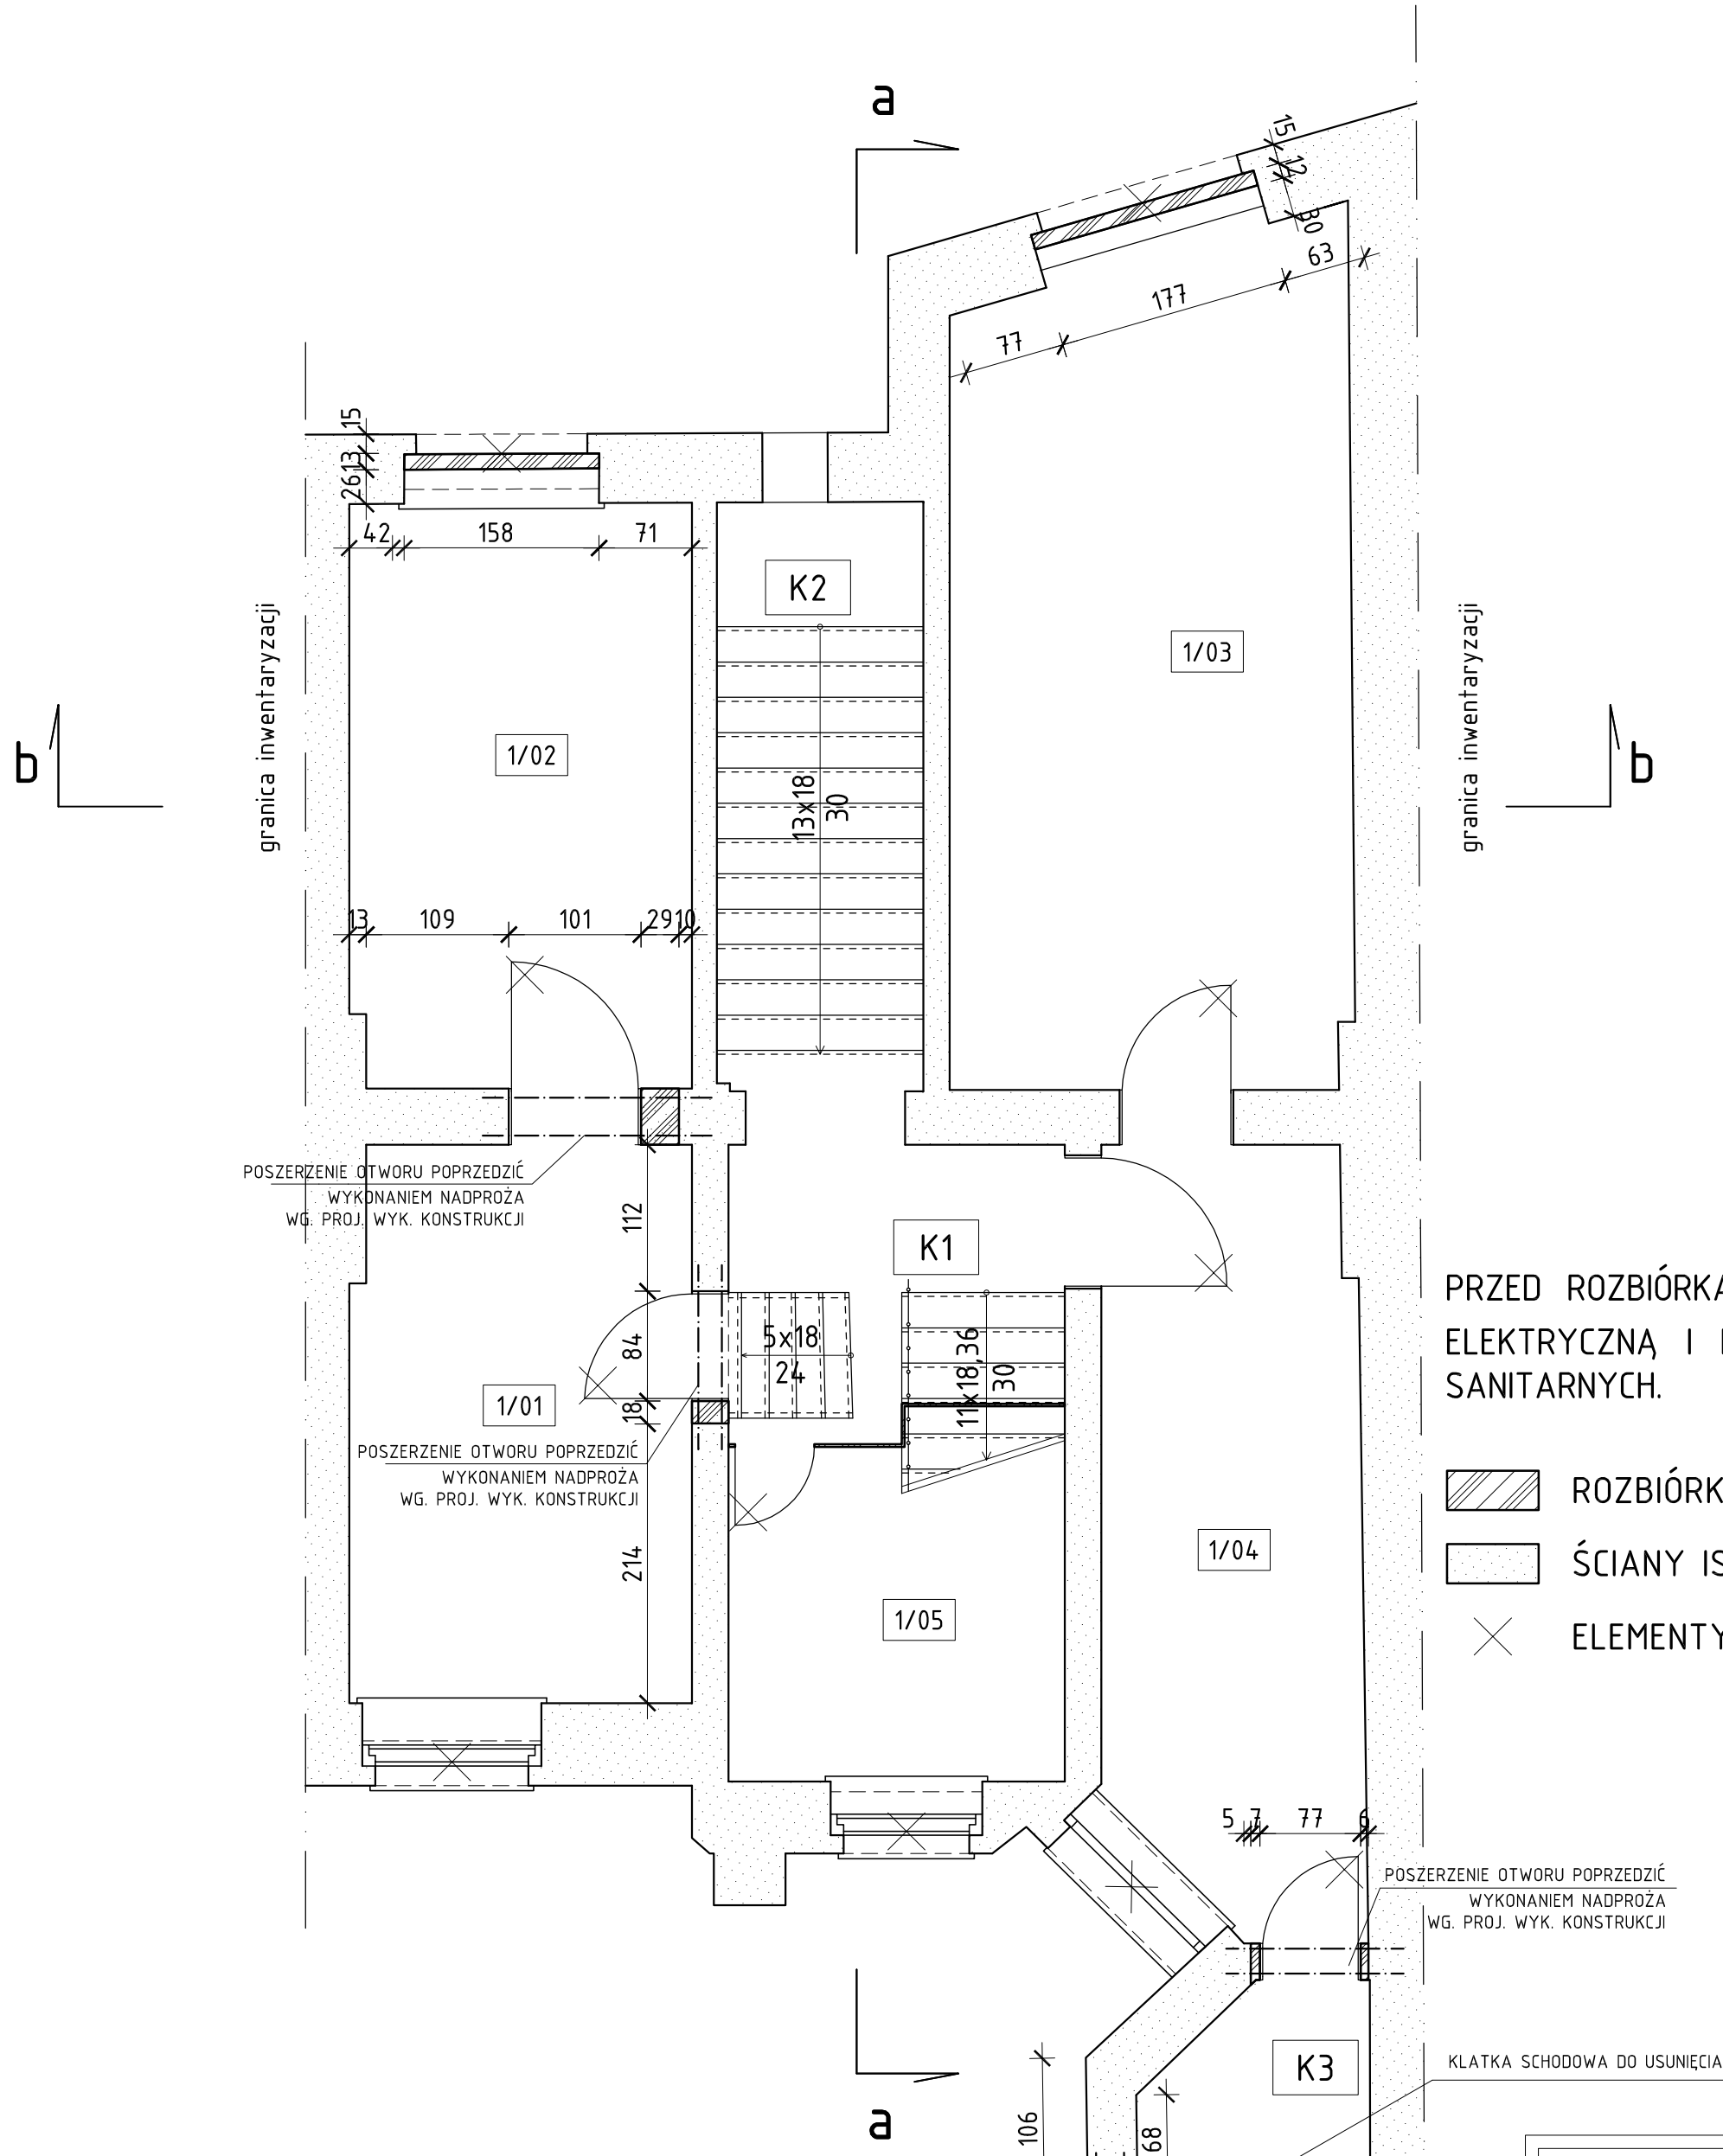 a
15
12
30
63
177
77
15
13
26
42
158
71
K2
1/03
granica inwentaryzacji
granica inwentaryzacji
1/02
b
b
13x18
30
13
109
101
29
10
POSZERZENIE OTWORU POPRZEDZIĆ
WYKONANIEM NADPROŻA
WG. PROJ. WYK. KONSTRUKCJI
112
K1
PRZED ROZBIÓRKĄ
ELEKTRYCZNĄ I
SANITARNYCH.
5x18
24
84
11x18,36
30
1/01
18
POSZERZENIE OTWORU POPRZEDZIĆ
WYKONANIEM NADPROŻA
WG. PROJ. WYK. KONSTRUKCJI
ROZBIÓRK
1/04
214
ŚCIANY IS
1/05
ELEMENTY
5
7
77
6
POSZERZENIE OTWORU POPRZEDZIĆ
WYKONANIEM NADPROŻA
WG. PROJ. WYK. KONSTRUKCJI
KLATKA SCHODOWA DO USUNIĘCIA
K3
106
68
a